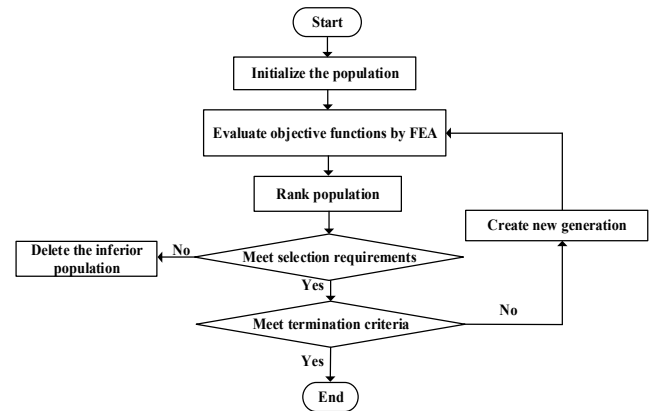 Start
Initialize the population
Evaluate objective functions by FEA
Rank population
Create new generation
Delete the inferior
population
No
Meet selection requirements
Yes
Meet termination criteria
No
Yes
End